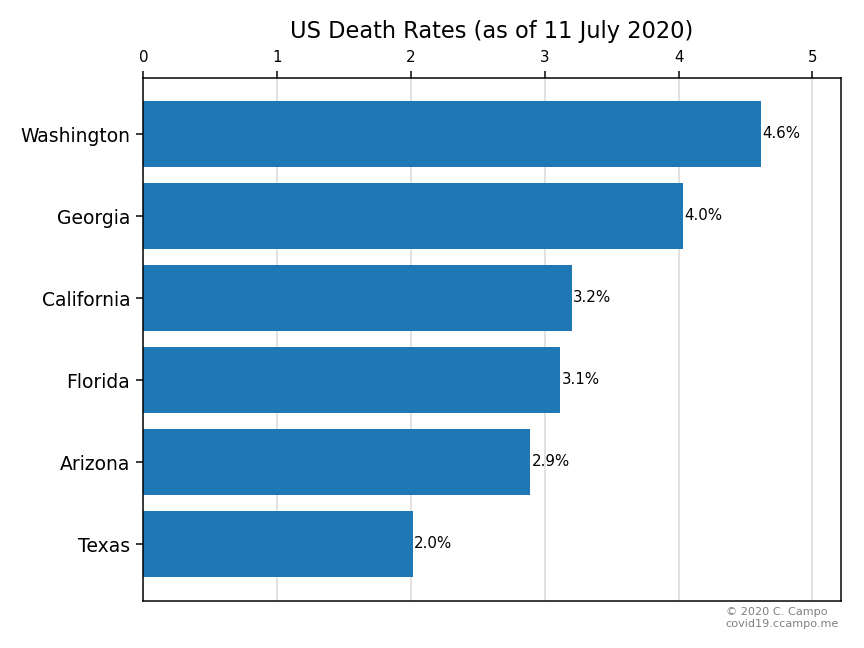 US Death Rates (as of 11 July 2020)
0 1 2 3 4 5
Washington 4.6%
Georgia 4.0%
California 3.2%
Florida 3.1%
Arizona 2.9%
Texas 2.0%
© 2020 C. Campo
covid19.ccampo.me